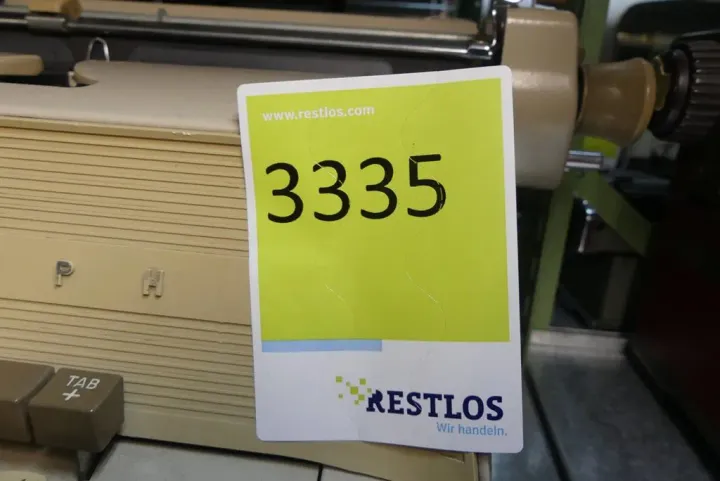 www.restlos.com
3335
P H
TAB
+
RESTLOS
Wir handeln.